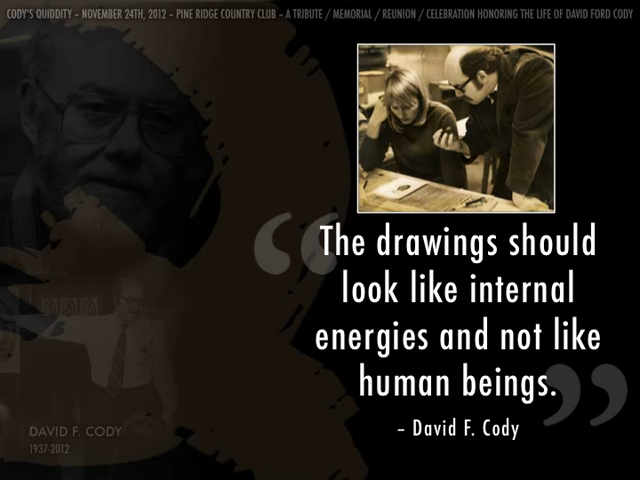 CODY'S QUIDDITY – NOVEMBER 24TH, 2012 – PINE RIDGE COUNTRY CLUB – A TRIBUTE / MEMORIAL / REUNION / CELEBRATION HONORING THE LIFE OF DAVID FORD CODY
“The drawings should
look like internal
energies and not like
human beings.”
– David F. Cody
DAVID F. CODY
1937-2012